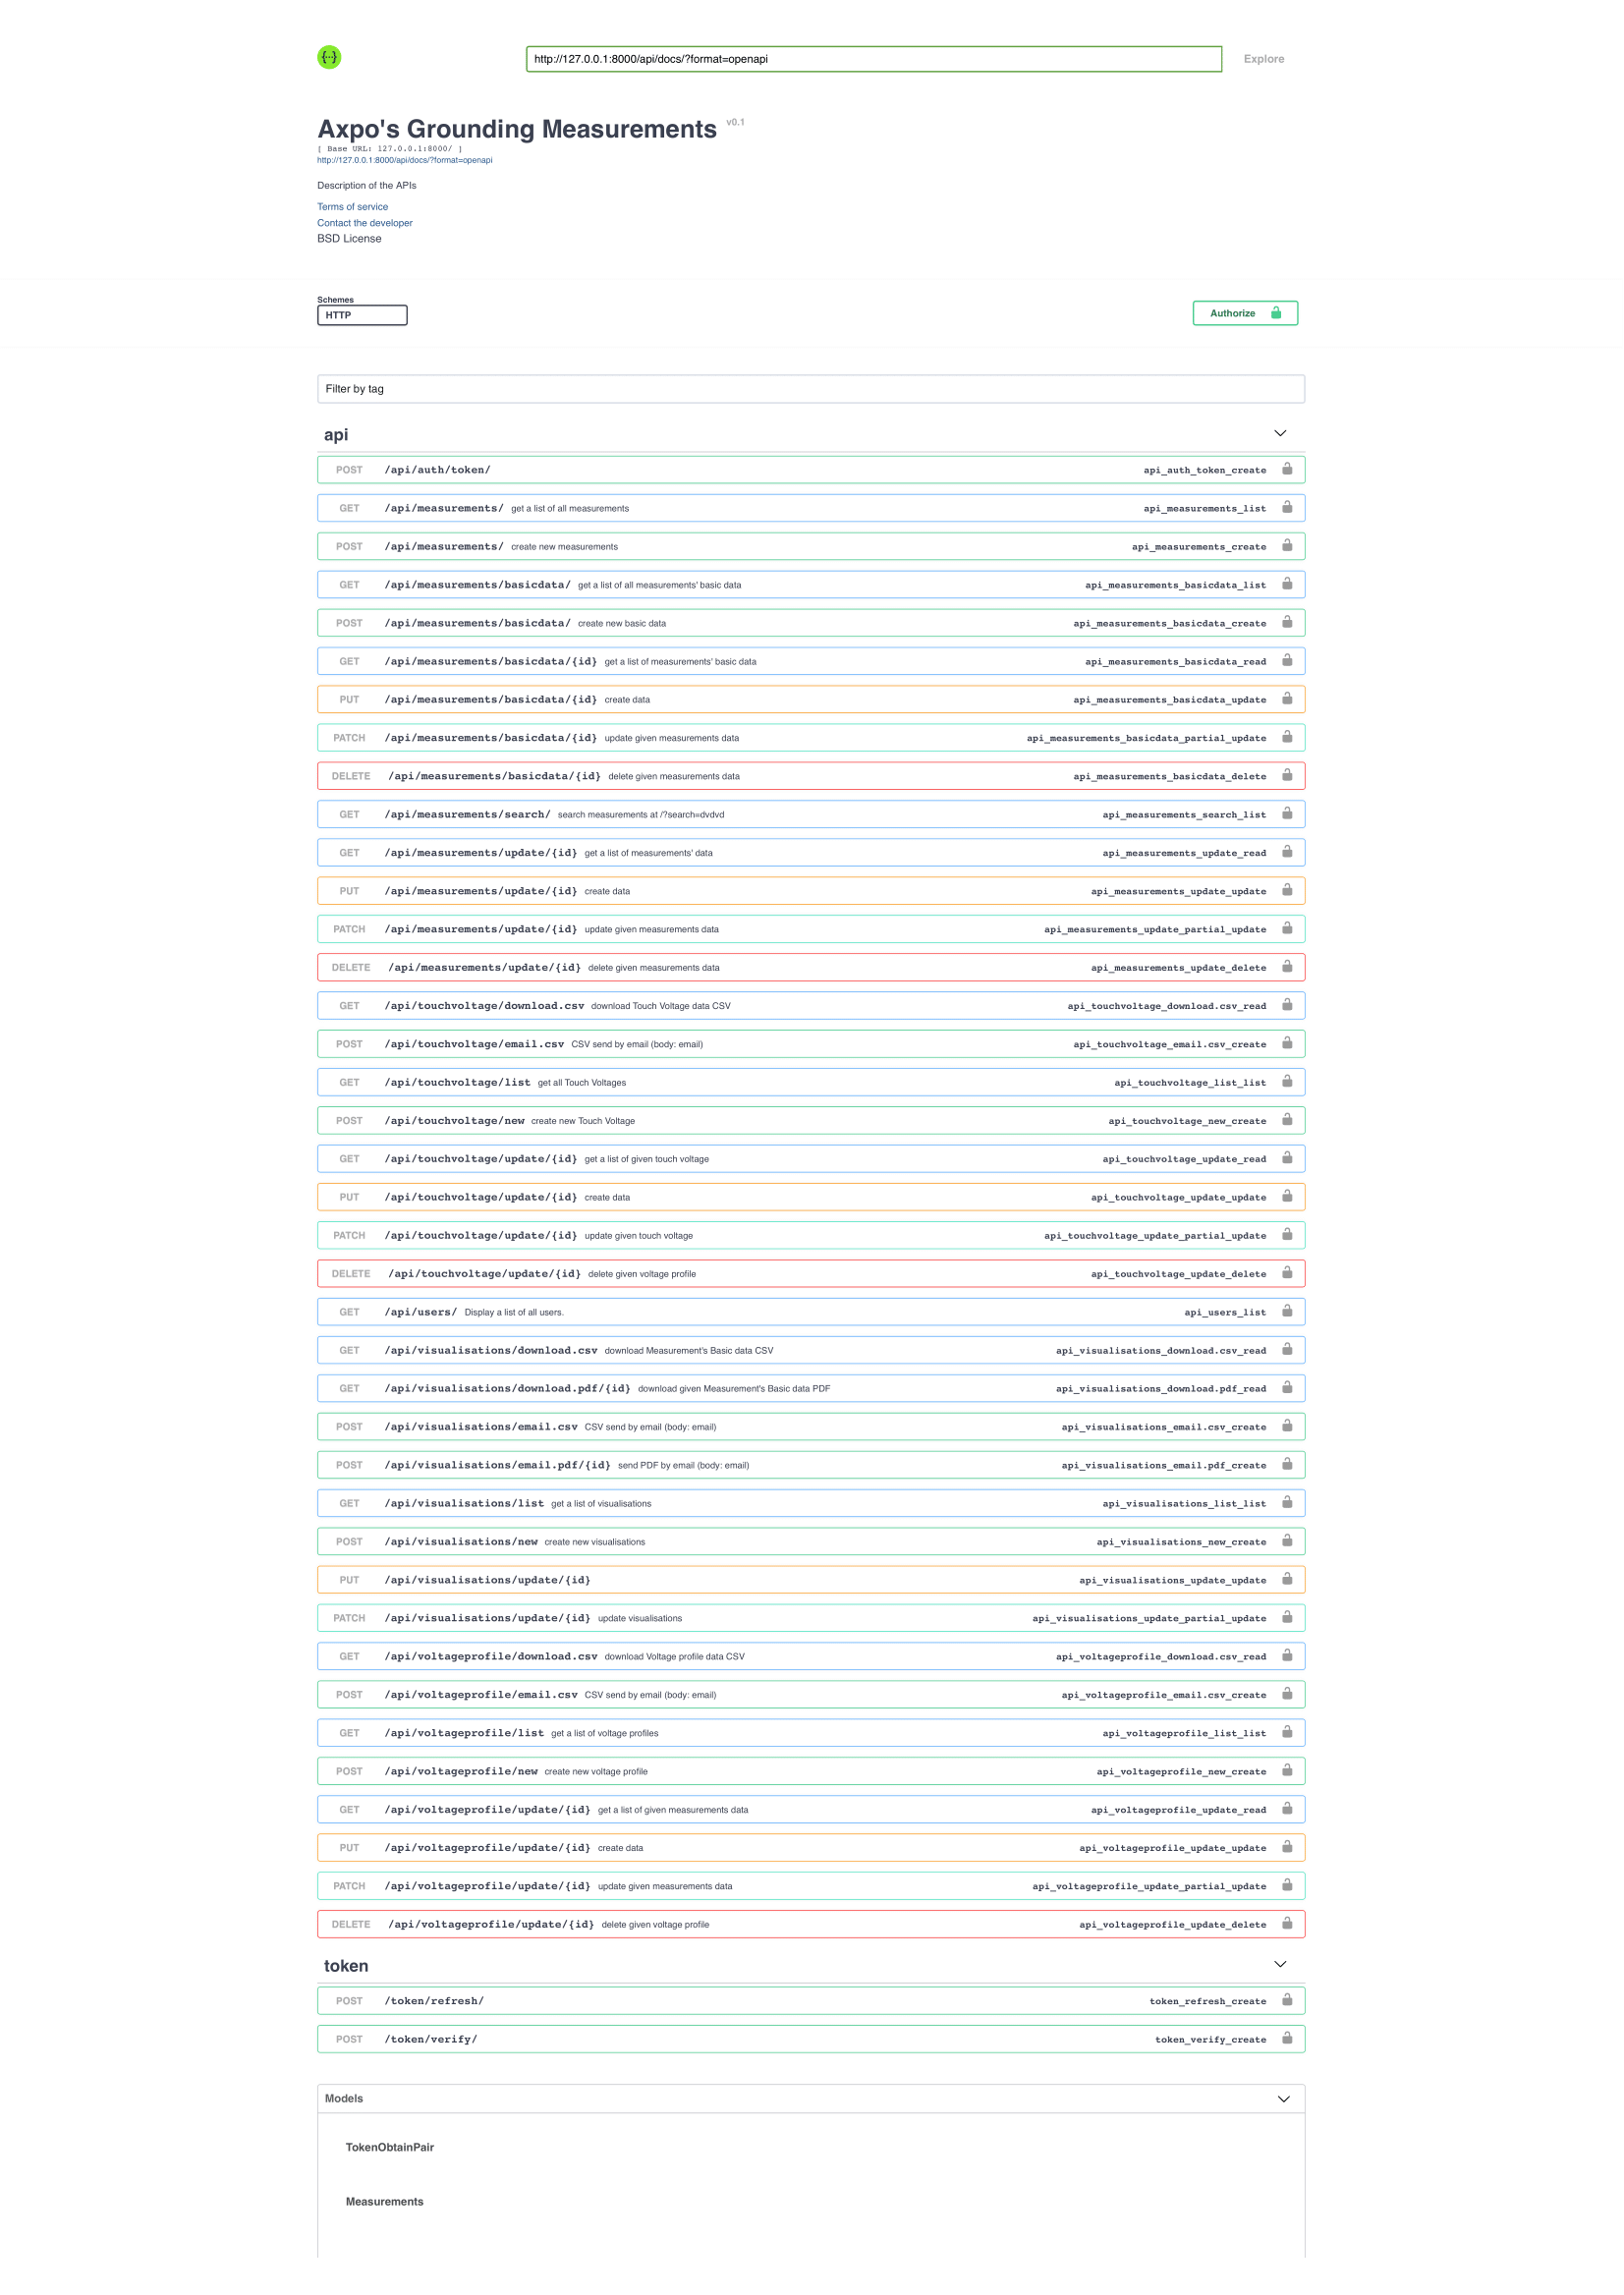 {··}
http://127.0.0.1:8000/api/docs/?format=openapi Explore
Axpo's Grounding Measurements v0.1
[ Base URL: 127.0.0.1:8000/ ]
http://127.0.0.1:8000/api/docs/?format=openapi
Description of the APIs
Terms of service
Contact the developer
BSD License
Schemes
HTTP
Authorize
Filter by tag
api
POST /api/auth/token/ api_auth_token_create
GET /api/measurements/ get a list of all measurements api_measurements_list
POST /api/measurements/ create new measurements api_measurements_create
GET /api/measurements/basicdata/ get a list of all measurements' basic data api_measurements_basicdata_list
POST /api/measurements/basicdata/ create new basic data api_measurements_basicdata_create
GET /api/measurements/basicdata/{id} get a list of measurements' basic data api_measurements_basicdata_read
PUT /api/measurements/basicdata/{id} create data api_measurements_basicdata_update
PATCH /api/measurements/basicdata/{id} update given measurements data api_measurements_basicdata_partial_update
DELETE /api/measurements/basicdata/{id} delete given measurements data api_measurements_basicdata_delete
GET /api/measurements/search/ search measurements at /?search=dvdvd api_measurements_search_list
GET /api/measurements/update/{id} get a list of measurements' data api_measurements_update_read
PUT /api/measurements/update/{id} create data api_measurements_update_update
PATCH /api/measurements/update/{id} update given measurements data api_measurements_update_partial_update
DELETE /api/measurements/update/{id} delete given measurements data api_measurements_update_delete
GET /api/touchvoltage/download.csv download Touch Voltage data CSV api_touchvoltage_download.csv_read
POST /api/touchvoltage/email.csv CSV send by email (body: email) api_touchvoltage_email.csv_create
GET /api/touchvoltage/list get all Touch Voltages api_touchvoltage_list_list
POST /api/touchvoltage/new create new Touch Voltage api_touchvoltage_new_create
GET /api/touchvoltage/update/{id} get a list of given touch voltage api_touchvoltage_update_read
PUT /api/touchvoltage/update/{id} create data api_touchvoltage_update_update
PATCH /api/touchvoltage/update/{id} update given touch voltage api_touchvoltage_update_partial_update
DELETE /api/touchvoltage/update/{id} delete given voltage profile api_touchvoltage_update_delete
GET /api/users/ Display a list of all users. api_users_list
GET /api/visualisations/download.csv download Measurement's Basic data CSV api_visualisations_download.csv_read
GET /api/visualisations/download.pdf/{id} download given Measurement's Basic data PDF api_visualisations_download.pdf_read
POST /api/visualisations/email.csv CSV send by email (body: email) api_visualisations_email.csv_create
POST /api/visualisations/email.pdf/{id} send PDF by email (body: email) api_visualisations_email.pdf_create
GET /api/visualisations/list get a list of visualisations api_visualisations_list_list
POST /api/visualisations/new create new visualisations api_visualisations_new_create
PUT /api/visualisations/update/{id} api_visualisations_update_update
PATCH /api/visualisations/update/{id} update visualisations api_visualisations_update_partial_update
GET /api/voltageprofile/download.csv download Voltage profile data CSV api_voltageprofile_download.csv_read
POST /api/voltageprofile/email.csv CSV send by email (body: email) api_voltageprofile_email.csv_create
GET /api/voltageprofile/list get a list of voltage profiles api_voltageprofile_list_list
POST /api/voltageprofile/new create new voltage profile api_voltageprofile_new_create
GET /api/voltageprofile/update/{id} get a list of given measurements data api_voltageprofile_update_read
PUT /api/voltageprofile/update/{id} create data api_voltageprofile_update_update
PATCH /api/voltageprofile/update/{id} update given measurements data api_voltageprofile_update_partial_update
DELETE /api/voltageprofile/update/{id} delete given voltage profile api_voltageprofile_update_delete
token
POST /token/refresh/ token_refresh_create
POST /token/verify/ token_verify_create
Models
TokenObtainPair
Measurements